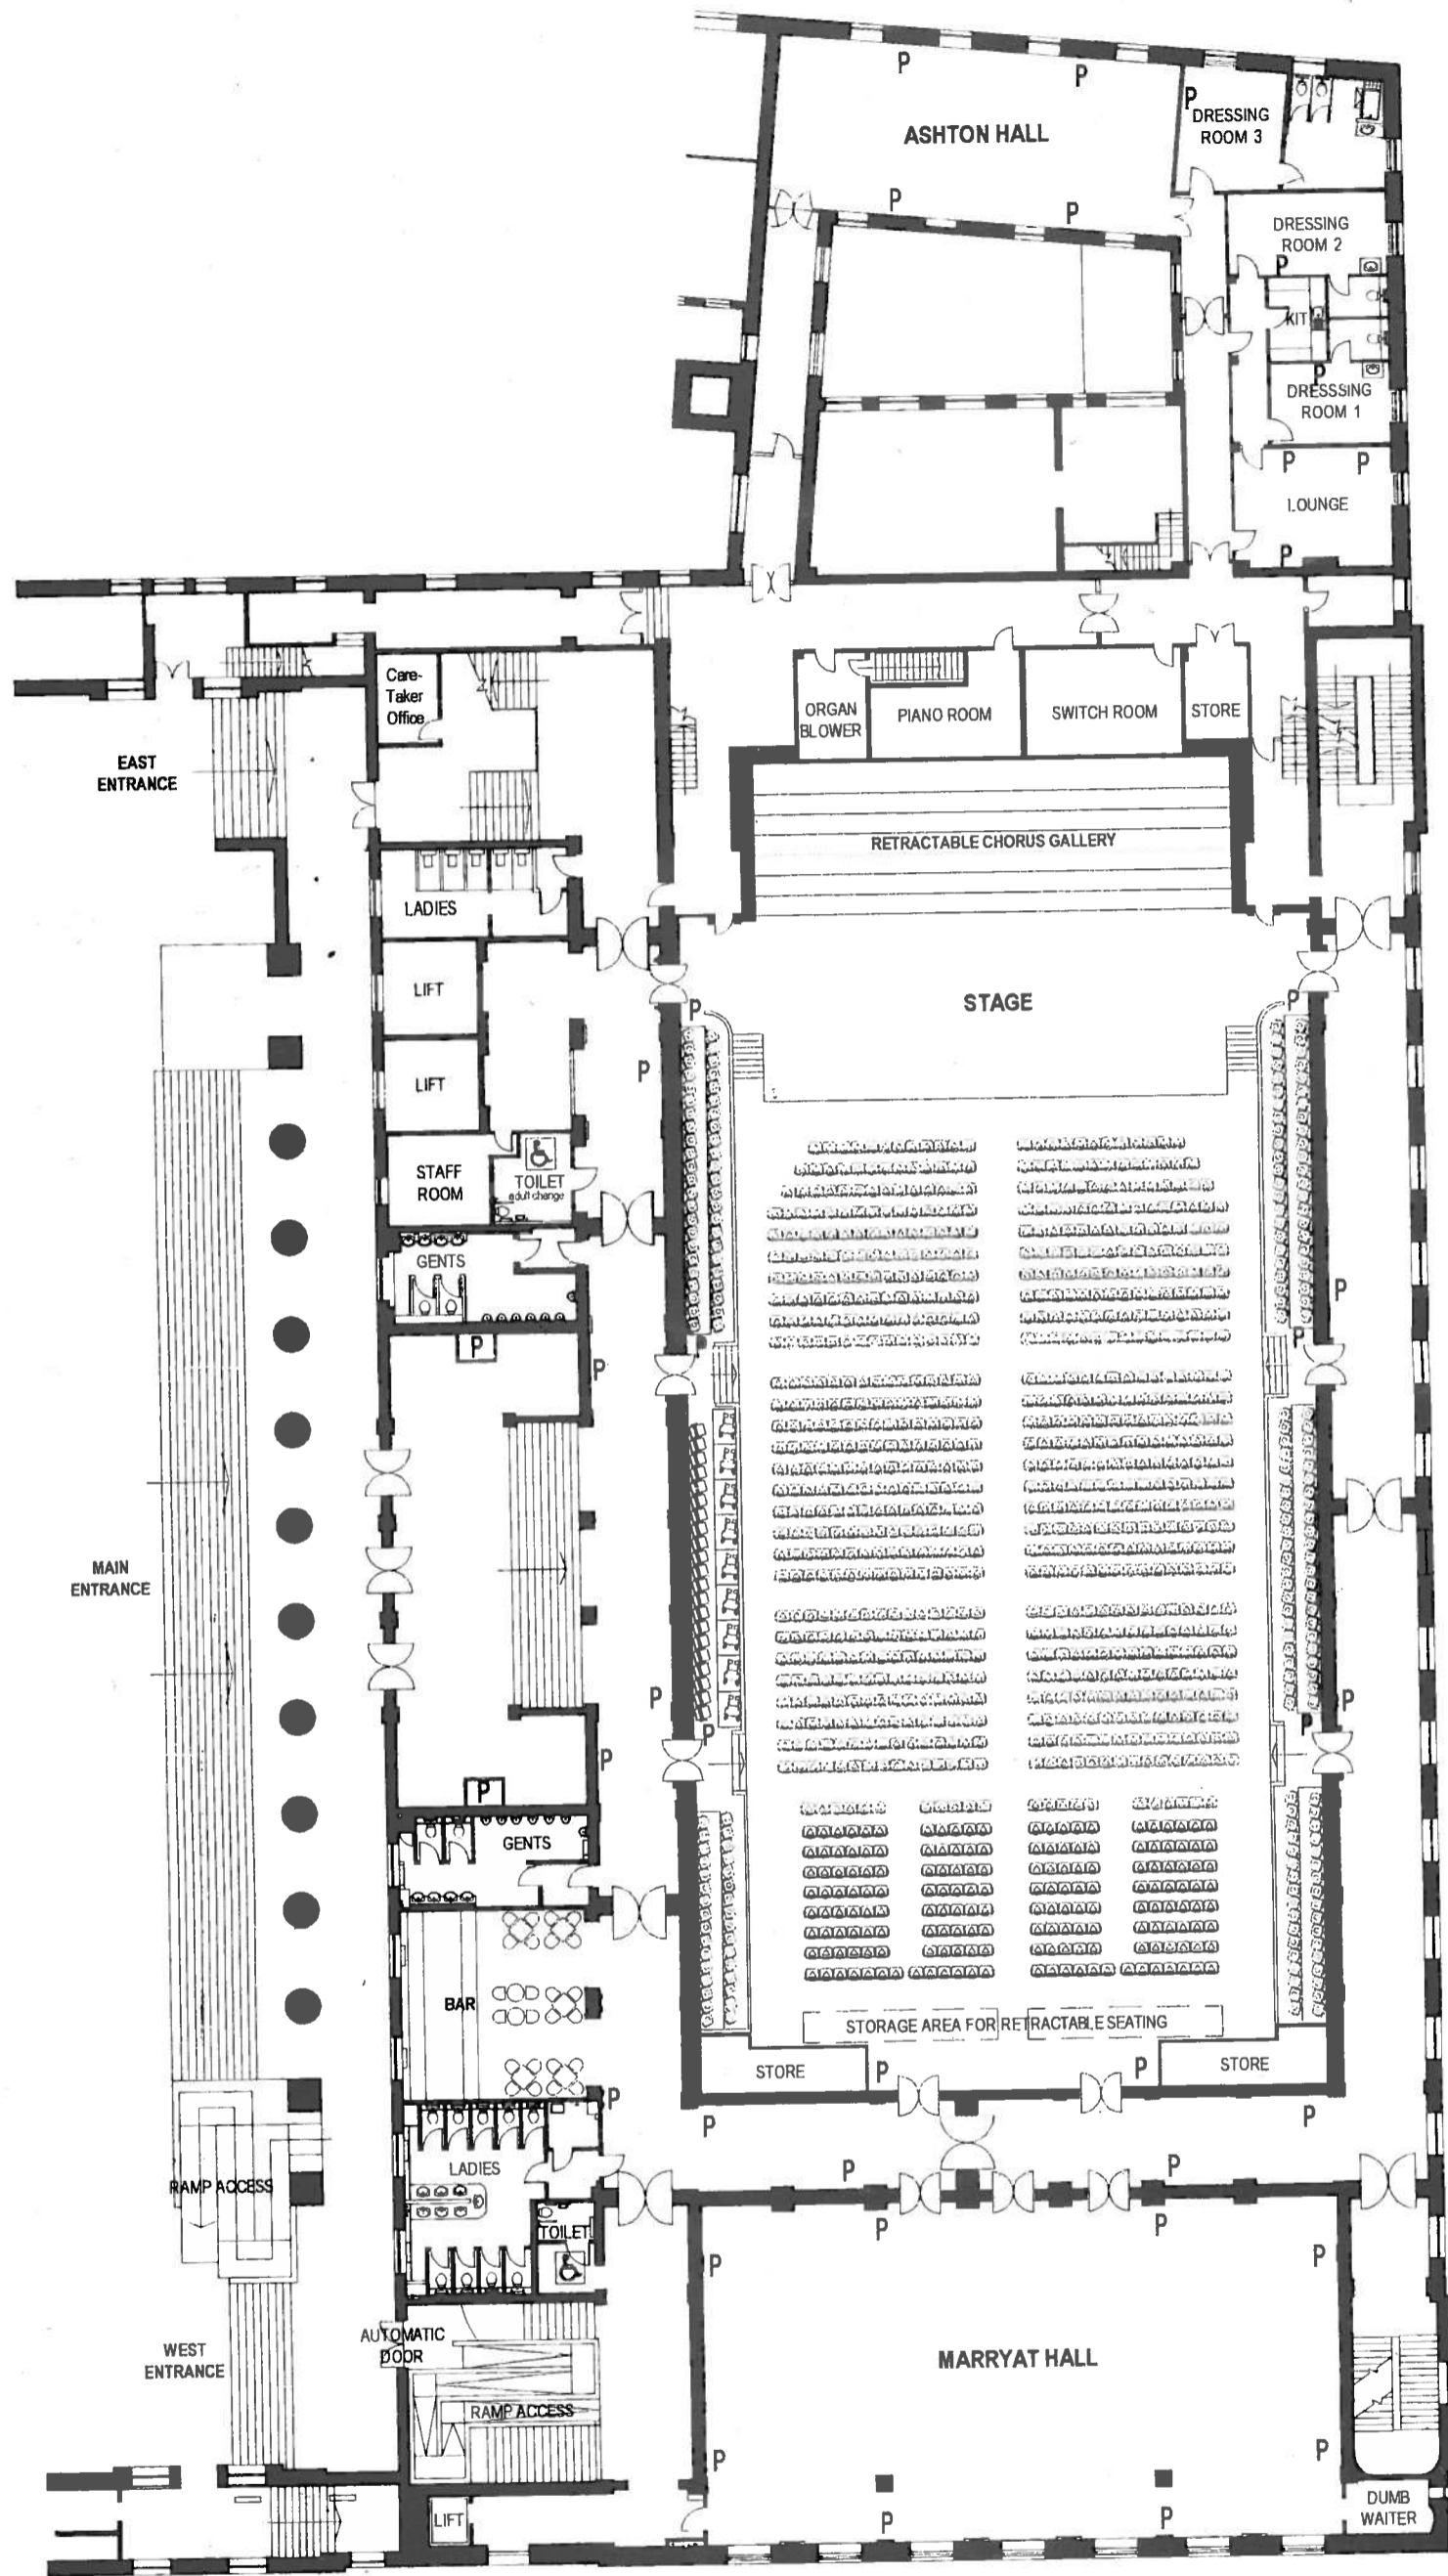 P
P
P
DRESSING
ROOM 3
ASHTON HALL
P
P
DRESSING
ROOM 2
P
KIT
P
DRESSSING
ROOM 1
P
P
LOUNGE
P
Care-
Taker
Office
ORGAN
BLOWER
PIANO ROOM
SWITCH ROOM
STORE
EAST
ENTRANCE
RETRACTABLE CHORUS GALLERY
LADIES
LIFT
STAGE
P
P
LIFT
P
STAFF
ROOM
TOILET
adult change
GENTS
P
P
P
P
MAIN
ENTRANCE
P
P
P
P
P
P
GENTS
BAR
STORAGE AREA FOR RETRACTABLE SEATING
STORE
P
P
STORE
P
P
P
LADIES
P
P
RAMP ACCESS
TOILET
P
P
P
P
AUTOMATIC
DOOR
WEST
ENTRANCE
MARRYAT HALL
RAMP ACCESS
P
P
LIFT
P
P
DUMB
WAITER